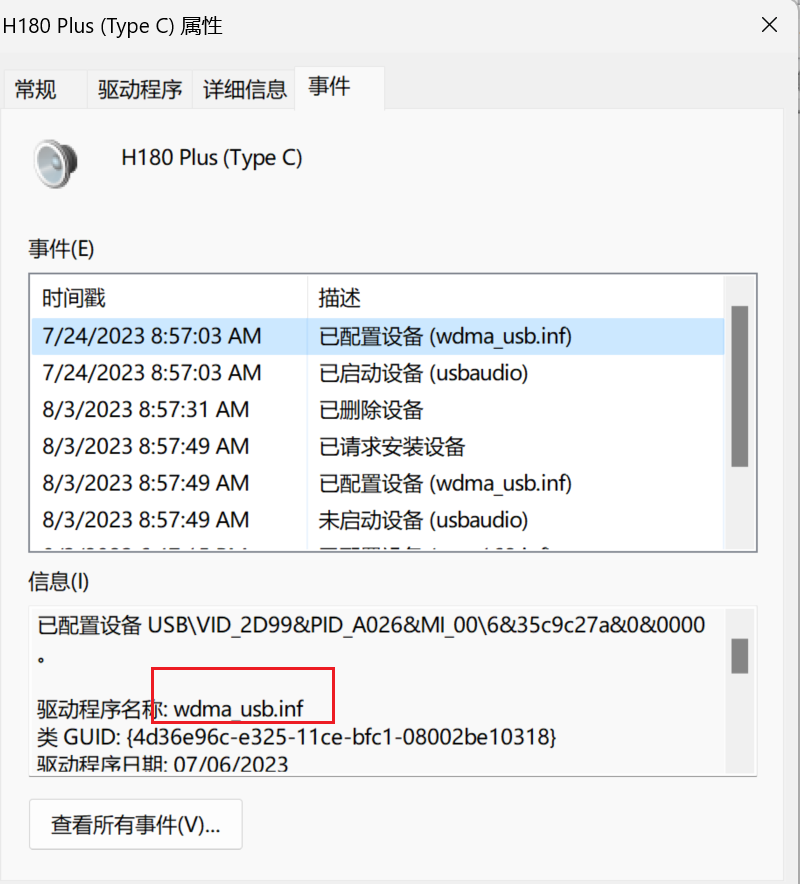 H180 Plus (Type C) 属性
常规 驱动程序 详细信息 事件
H180 Plus (Type C)
事件(E)
时间戳 描述
7/24/2023 8:57:03 AM 已配置设备 (wdma_usb.inf)
7/24/2023 8:57:03 AM 已启动设备 (usbaudio)
8/3/2023 8:57:31 AM 已删除设备
8/3/2023 8:57:49 AM 已请求安装设备
8/3/2023 8:57:49 AM 已配置设备 (wdma_usb.inf)
8/3/2023 8:57:49 AM 未启动设备 (usbaudio)
信息(I)
已配置设备 USB\VID_2D99&PID_A026&MI_00\6&35c9c27a&0&0000
。
驱动程序名称: wdma_usb.inf
类 GUID: {4d36e96c-e325-11ce-bfc1-08002be10318}
驱动程序日期: 07/06/2023
查看所有事件(V)...